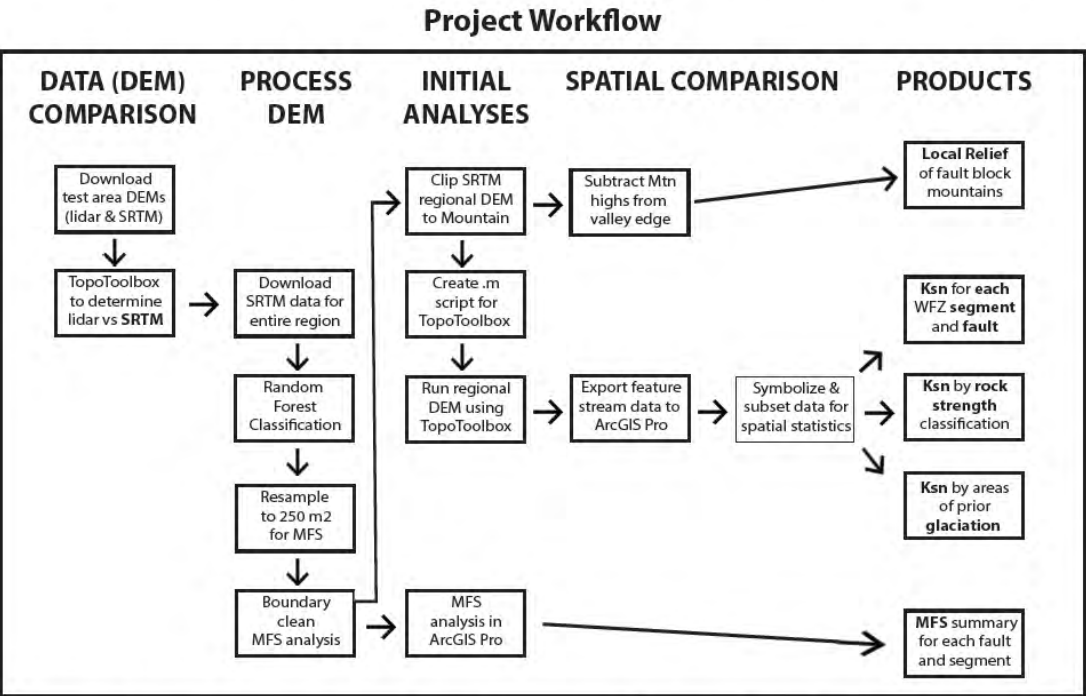 Project Workflow
DATA (DEM)
COMPARISON
PROCESS
DEM
INITIAL
ANALYSES
SPATIAL COMPARISON
PRODUCTS
Download
test area DEMs
(lidar & SRTM)
TopoToolbox
to determine
lidar vs SRTM
Download
SRTM data for
entire region
Random
Forest
Classification
Resample
to 250 m2
for MFS
Boundary
clean
MFS analysis
Clip SRTM
regional DEM
to Mountain
Create .m
script for
TopoToolbox
Run regional
DEM using
TopoToolbox
MFS
analysis in
ArcGIS Pro
Subtract Mtn
highs from
valley edge
Export feature
stream data to
ArcGIS Pro
Symbolize &
subset data for
spatial statistics
Local Relief
of fault block
mountains
Ksn for each
WFZ segment
and fault
Ksn by rock
strength
classification
Ksn by areas
of prior
glaciation
MFS summary
for each fault
and segment